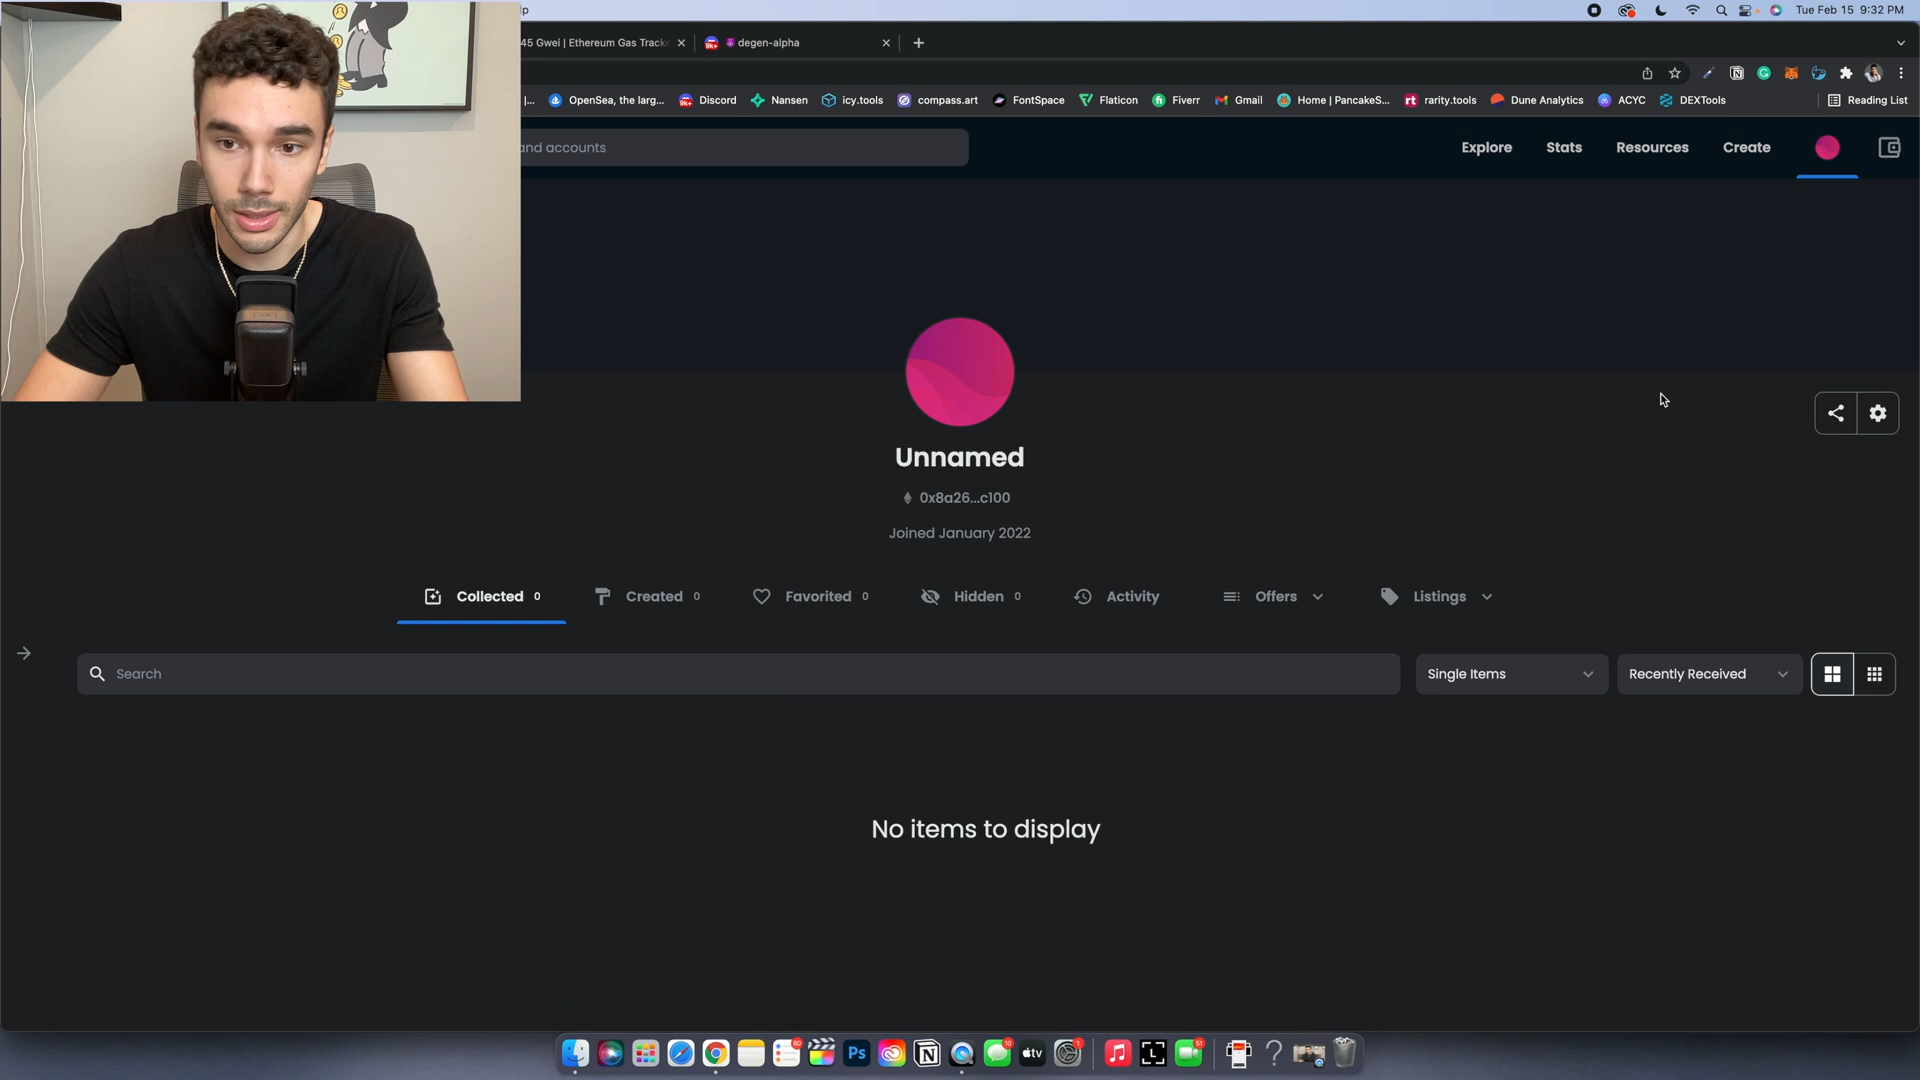 Tue Feb 15 9:32 PM
45 Gwei | Ethereum Gas Track
degen-alpha
OpenSea, the larg...
Discord
Nansen
icy.tools
compass.art
FontSpace
Flaticon
Fiverr
Gmail
Home | PancakeS...
rarity.tools
Dune Analytics
ACYC
DEXTools
Reading List
and accounts
Explore
Stats
Resources
Create
Unnamed
0x8a26...c100
Joined January 2022
Collected 0
Created 0
Favorited 0
Hidden 0
Activity
Offers
Listings
Search
Single Items
Recently Received
No items to display
Ps
tv